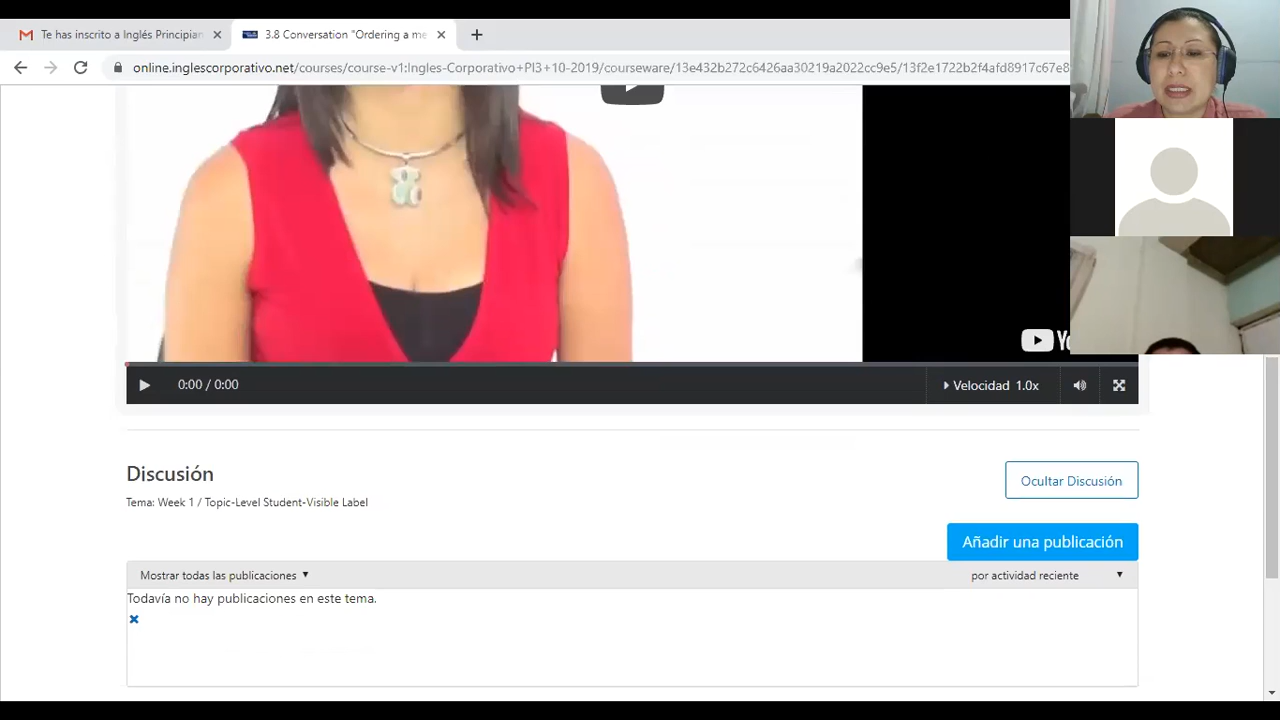 Te has inscrito a Inglés Principian
3.8 Conversation "Ordering a me
online.inglescorporativo.net/courses/course-v1:Ingles-Corporativo+PI3+10-2019/courseware/13e432b272c6426aa30219a2022cc9e5/13f2e1722b2f4afd8917c67e8
0:00 / 0:00
Velocidad 1.0x
Discusión
Ocultar Discusión
Tema: Week 1 / Topic-Level Student-Visible Label
Añadir una publicación
Mostrar todas las publicaciones
por actividad reciente
Todavía no hay publicaciones en este tema.